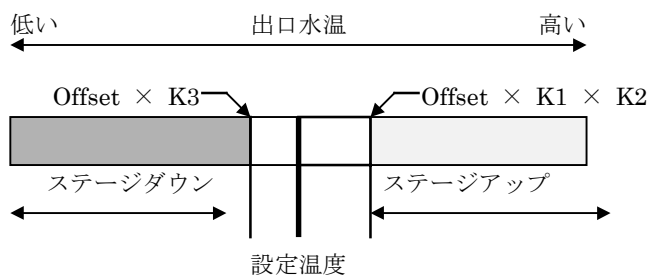 低い 出口水温 高い
Offset × K3 Offset × K1 × K2
ステージダウン ステージアップ
設定温度